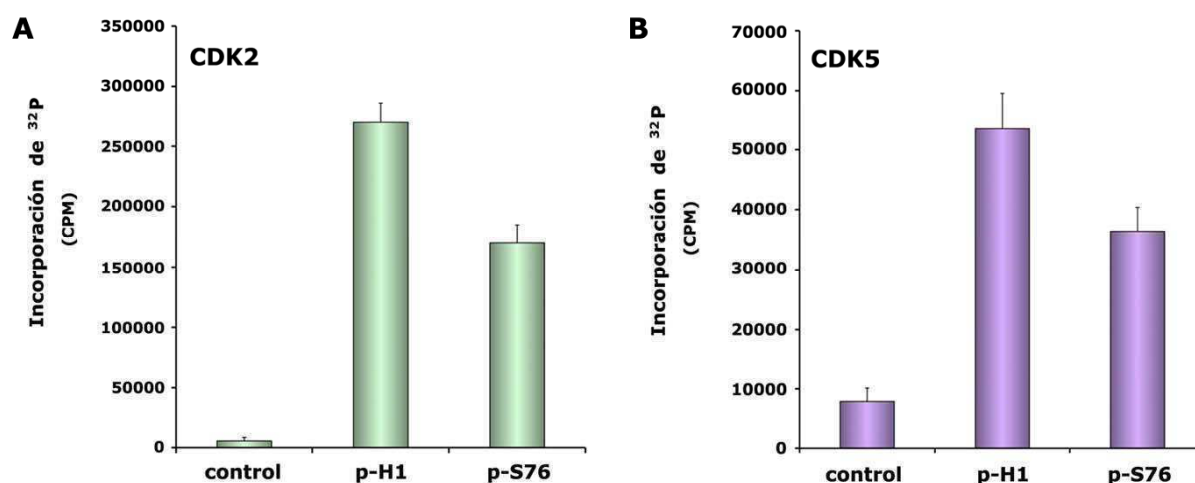 A
CDK2
Incorporación de ³²P
(CPM)
350000
300000
250000
200000
150000
100000
50000
0
control p-H1 p-S76
B
CDK5
Incorporación de ³²P
(CPM)
70000
60000
50000
40000
30000
20000
10000
0
control p-H1 p-S76